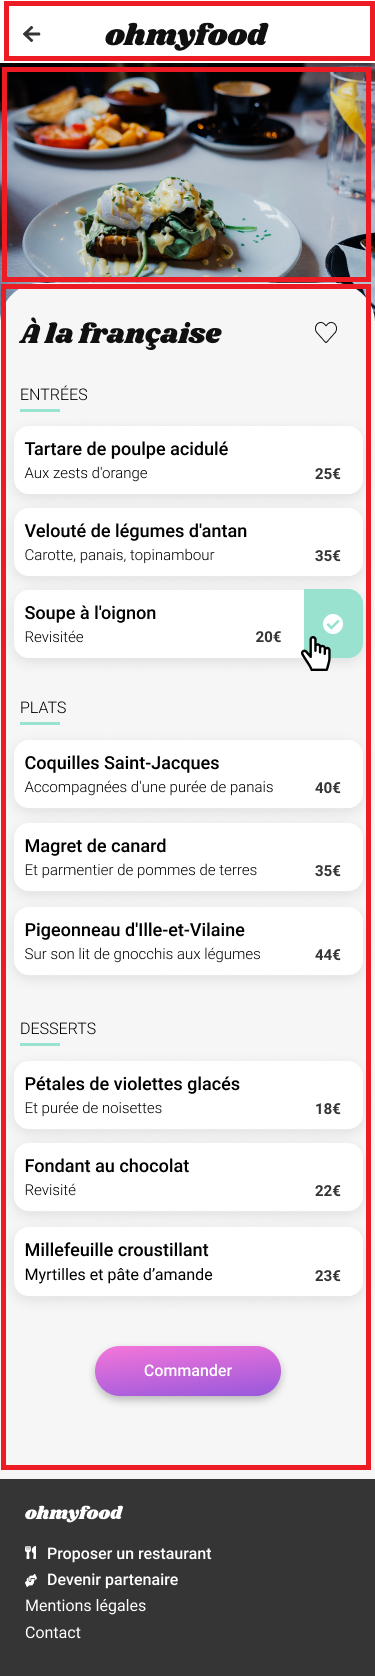 ohmyfood
À la française
ENTRÉES
Tartare de poulpe acidulé
Aux zests d'orange 25€
Velouté de légumes d'antan
Carotte, panais, topinambour 35€
Soupe à l'oignon
Revisitée 20€
PLATS
Coquilles Saint-Jacques
Accompagnées d'une purée de panais 40€
Magret de canard
Et parmentier de pommes de terres 35€
Pigeonneau d'Ille-et-Vilaine
Sur son lit de gnocchis aux légumes 44€
DESSERTS
Pétales de violettes glacés
Et purée de noisettes 18€
Fondant au chocolat
Revisité 22€
Millefeuille croustillant
Myrtilles et pâte d’amande 23€
Commander
ohmyfood
Proposer un restaurant
Devenir partenaire
Mentions légales
Contact